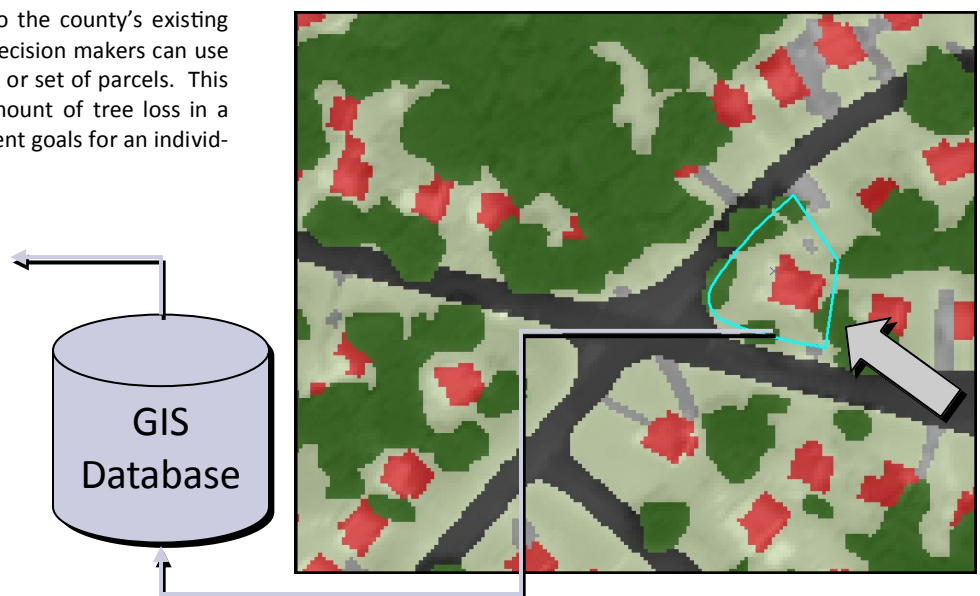 o the county’s existing
ecision makers can use
or set of parcels. This
mount of tree loss in a
ent goals for an individ-
GIS
Database